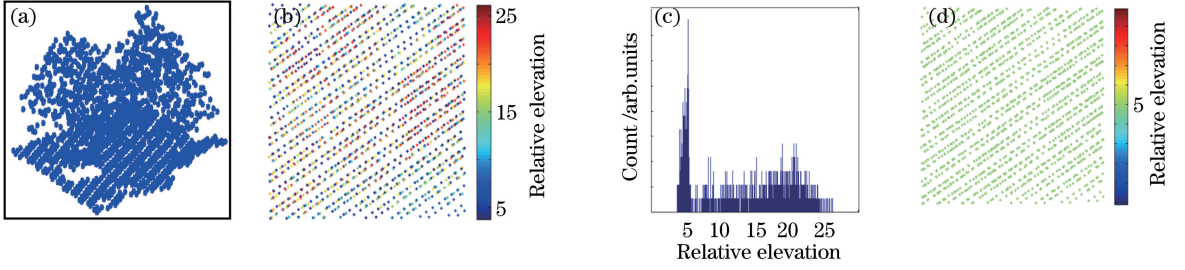 (a)
(b)
25
15
5
Relative elevation
(c)
Count /arb.units
5 10 15 20 25
Relative elevation
(d)
5
Relative elevation